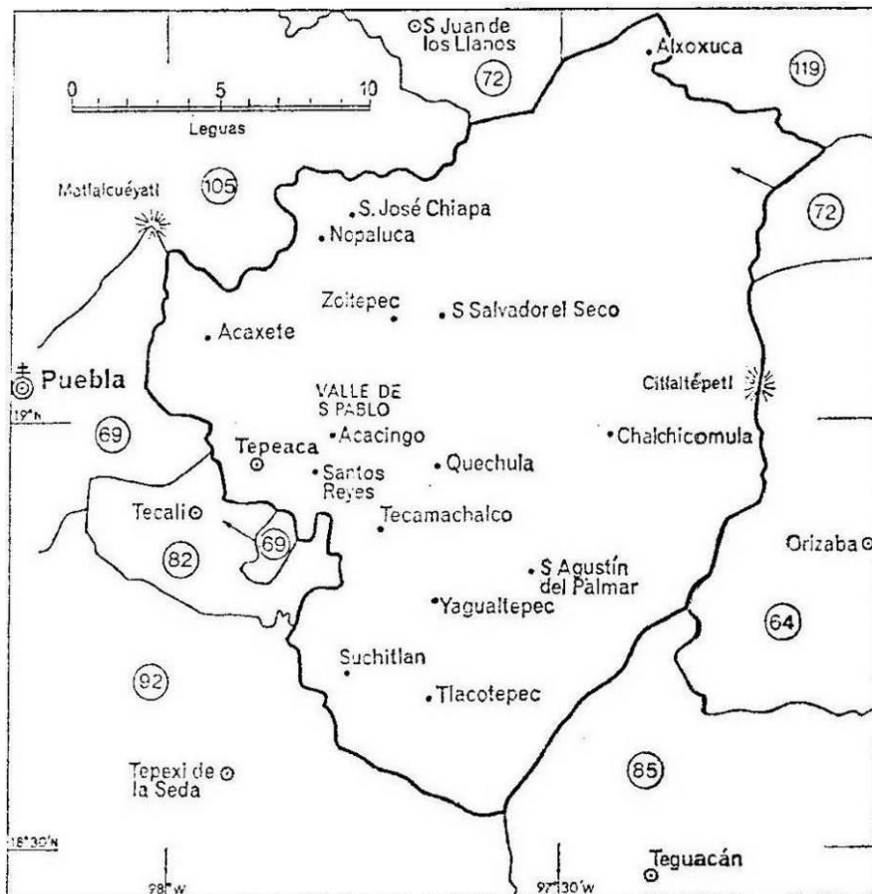 S Juan de
los Llanos
Alxoxuca
72
119
0 5 10
Leguas
Matlalcuéyatl
105
72
S. José Chiapa
Nopaluca
Zoltepec
S Salvador el Seco
Acaxete
Puebla
Citlaltépetl
19°N
VALLE DE
S PABLO
69
Acacingo
Chalchicomula
Tepeaca
Santos
Reyes
Quechula
Tecali
Tecamachalco
69
Orizaba
82
S Agustín
del Palmar
Yagualtepec
64
Suchitlan
92
Tlacotepec
Tepexi de
la Seda
85
18°30'N
Teguacán
98°W
97°30'W